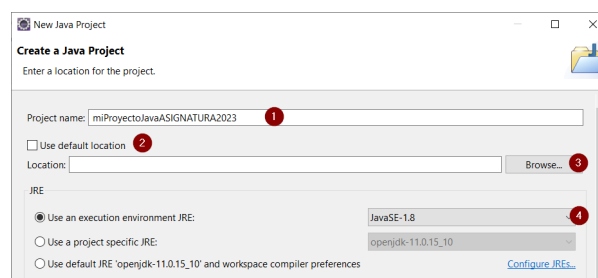 New Java Project
Create a Java Project
Enter a location for the project.
Project name: miProyectoJavaASIGNATURA2023 1
Use default location 2
Location: Browse... 3
JRE
Use an execution environment JRE: JavaSE-1.8 4
Use a project specific JRE: openjdk-11.0.15_10
Use default JRE 'openjdk-11.0.15_10' and workspace compiler preferences Configure JREs...